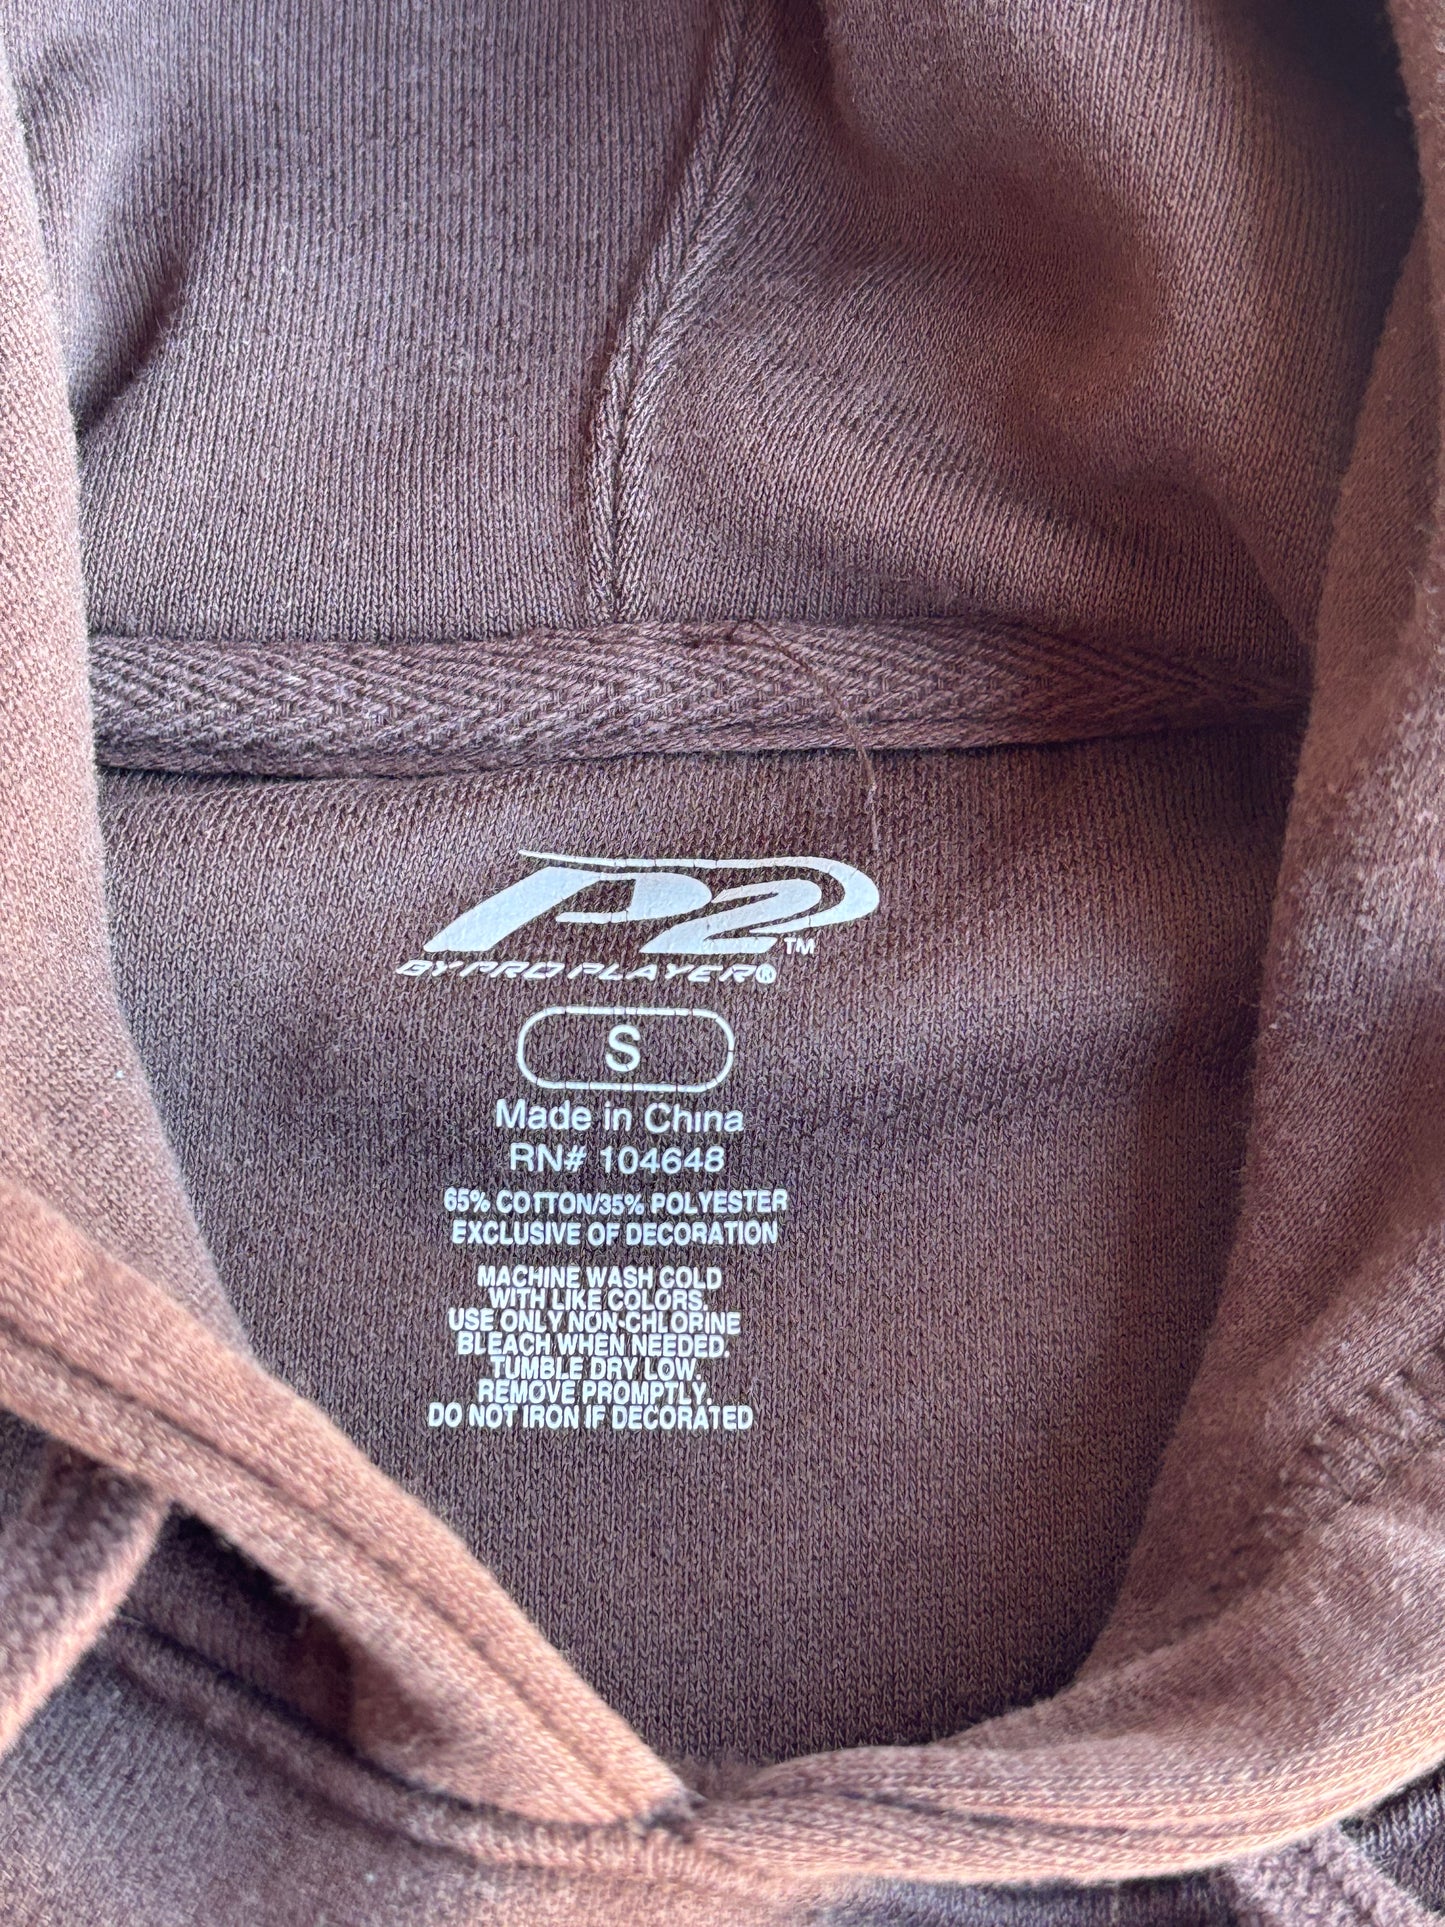 P2™
BY PRO PLAYER®
S
Made in China
RN# 104648
65% COTTON/35% POLYESTER
EXCLUSIVE OF DECORATION
MACHINE WASH COLD
WITH LIKE COLORS.
USE ONLY NON-CHLORINE
BLEACH WHEN NEEDED.
TUMBLE DRY LOW.
REMOVE PROMPTLY.
DO NOT IRON IF DECORATED